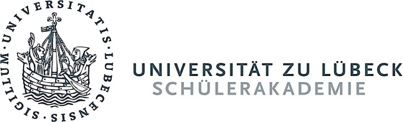 SIGILLUM · UNIVERSITATIS · LUBECENSIS ·
UNIVERSITÄT ZU LÜBECK
SCHÜLERAKADEMIE